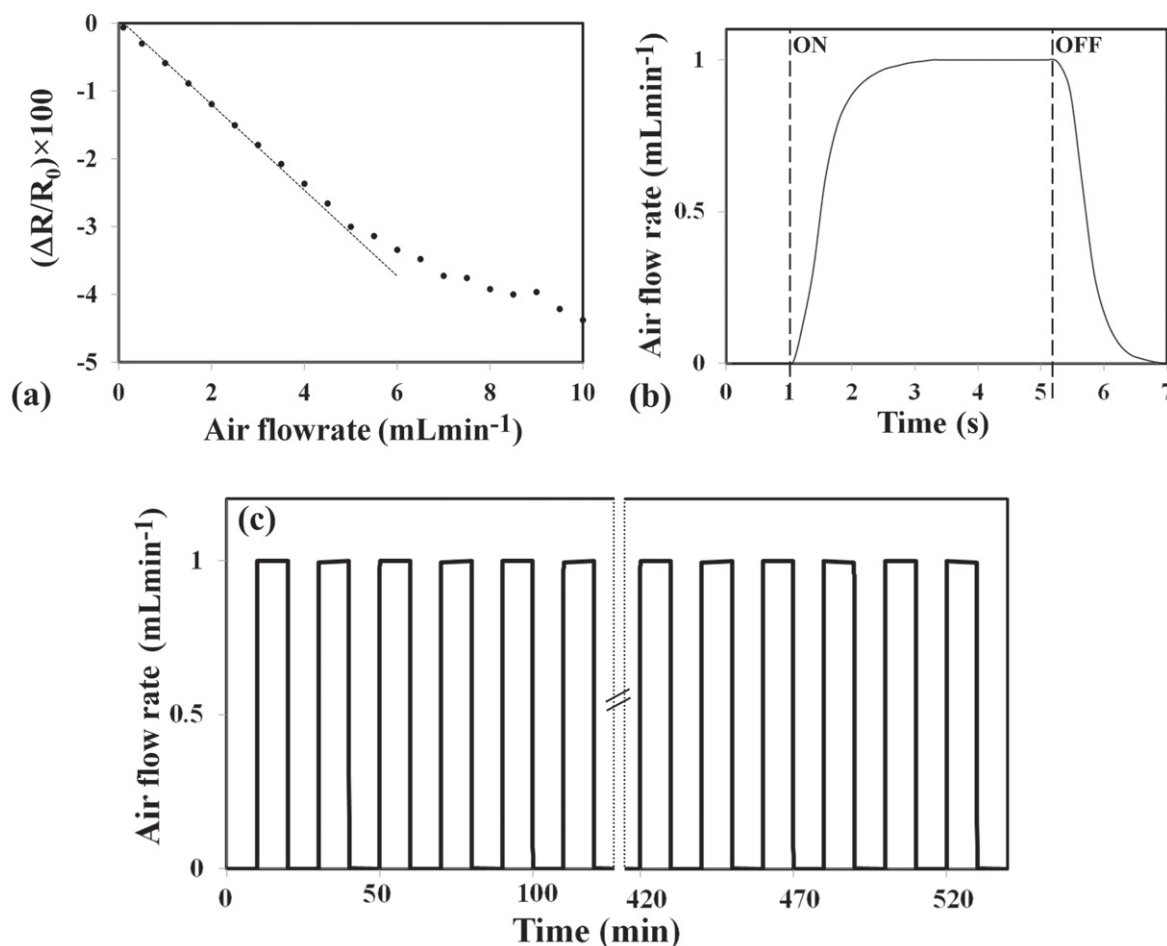 (ΔR/R₀)×100
0
-1
-2
-3
-4
-5
0 2 4 6 8 10
Air flowrate (mLmin⁻¹)
(a)
ON
OFF
Air flow rate (mLmin⁻¹)
1
0.5
0
0 1 2 3 4 5 6 7
Time (s)
(b)
(c)
Air flow rate (mLmin⁻¹)
1
0.5
0
0 50 100 420 470 520
Time (min)